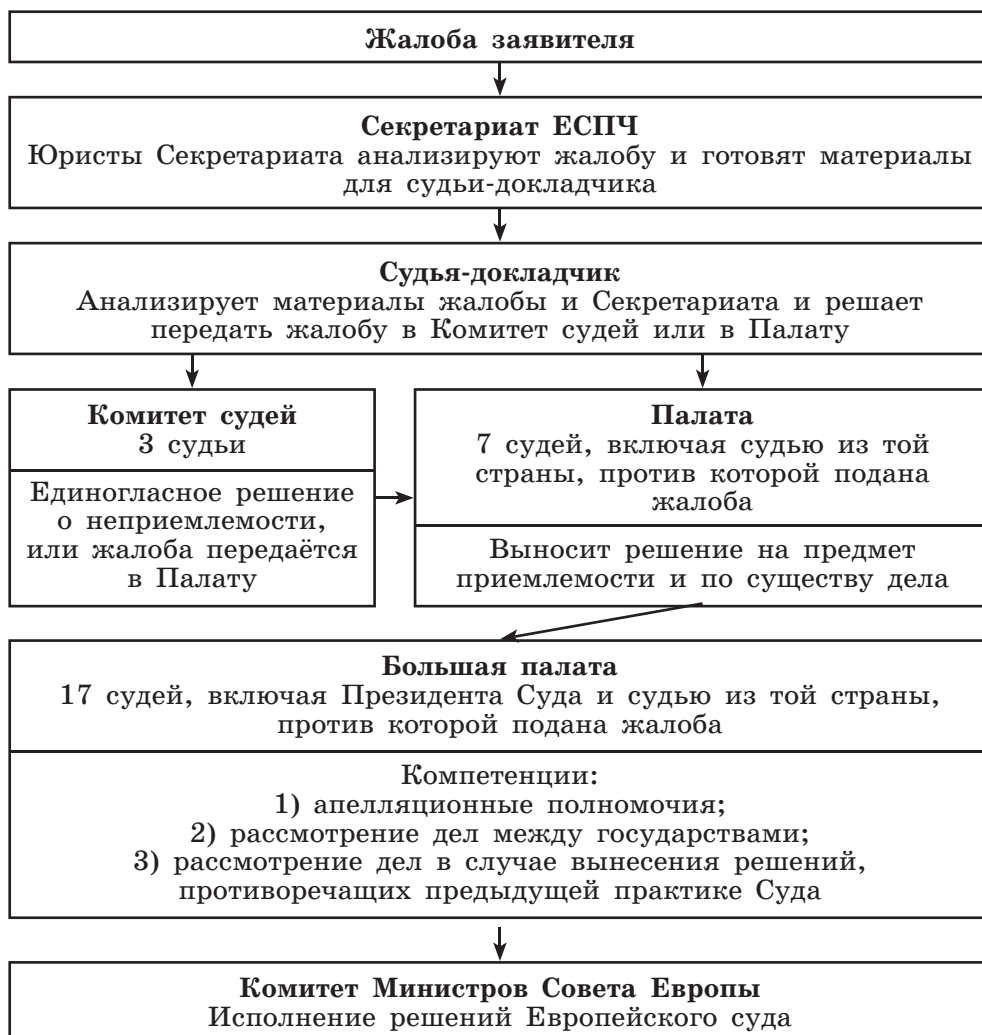 Жалоба заявителя
Секретариат ЕСПЧ
Юристы Секретариата анализируют жалобу и готовят материалы
для судьи-докладчика
Судья-докладчик
Анализирует материалы жалобы и Секретариата и решает
передать жалобу в Комитет судей или в Палату
Комитет судей
3 судьи
Единогласное решение
о неприемлемости,
или жалоба передаётся
в Палату
Палата
7 судей, включая судью из той
страны, против которой подана
жалоба
Выносит решение на предмет
приемлемости и по существу дела
Большая палата
17 судей, включая Президента Суда и судью из той страны,
против которой подана жалоба
Компетенции:
1) апелляционные полномочия;
2) рассмотрение дел между государствами;
3) рассмотрение дел в случае вынесения решений,
противоречащих предыдущей практике Суда
Комитет Министров Совета Европы
Исполнение решений Европейского суда